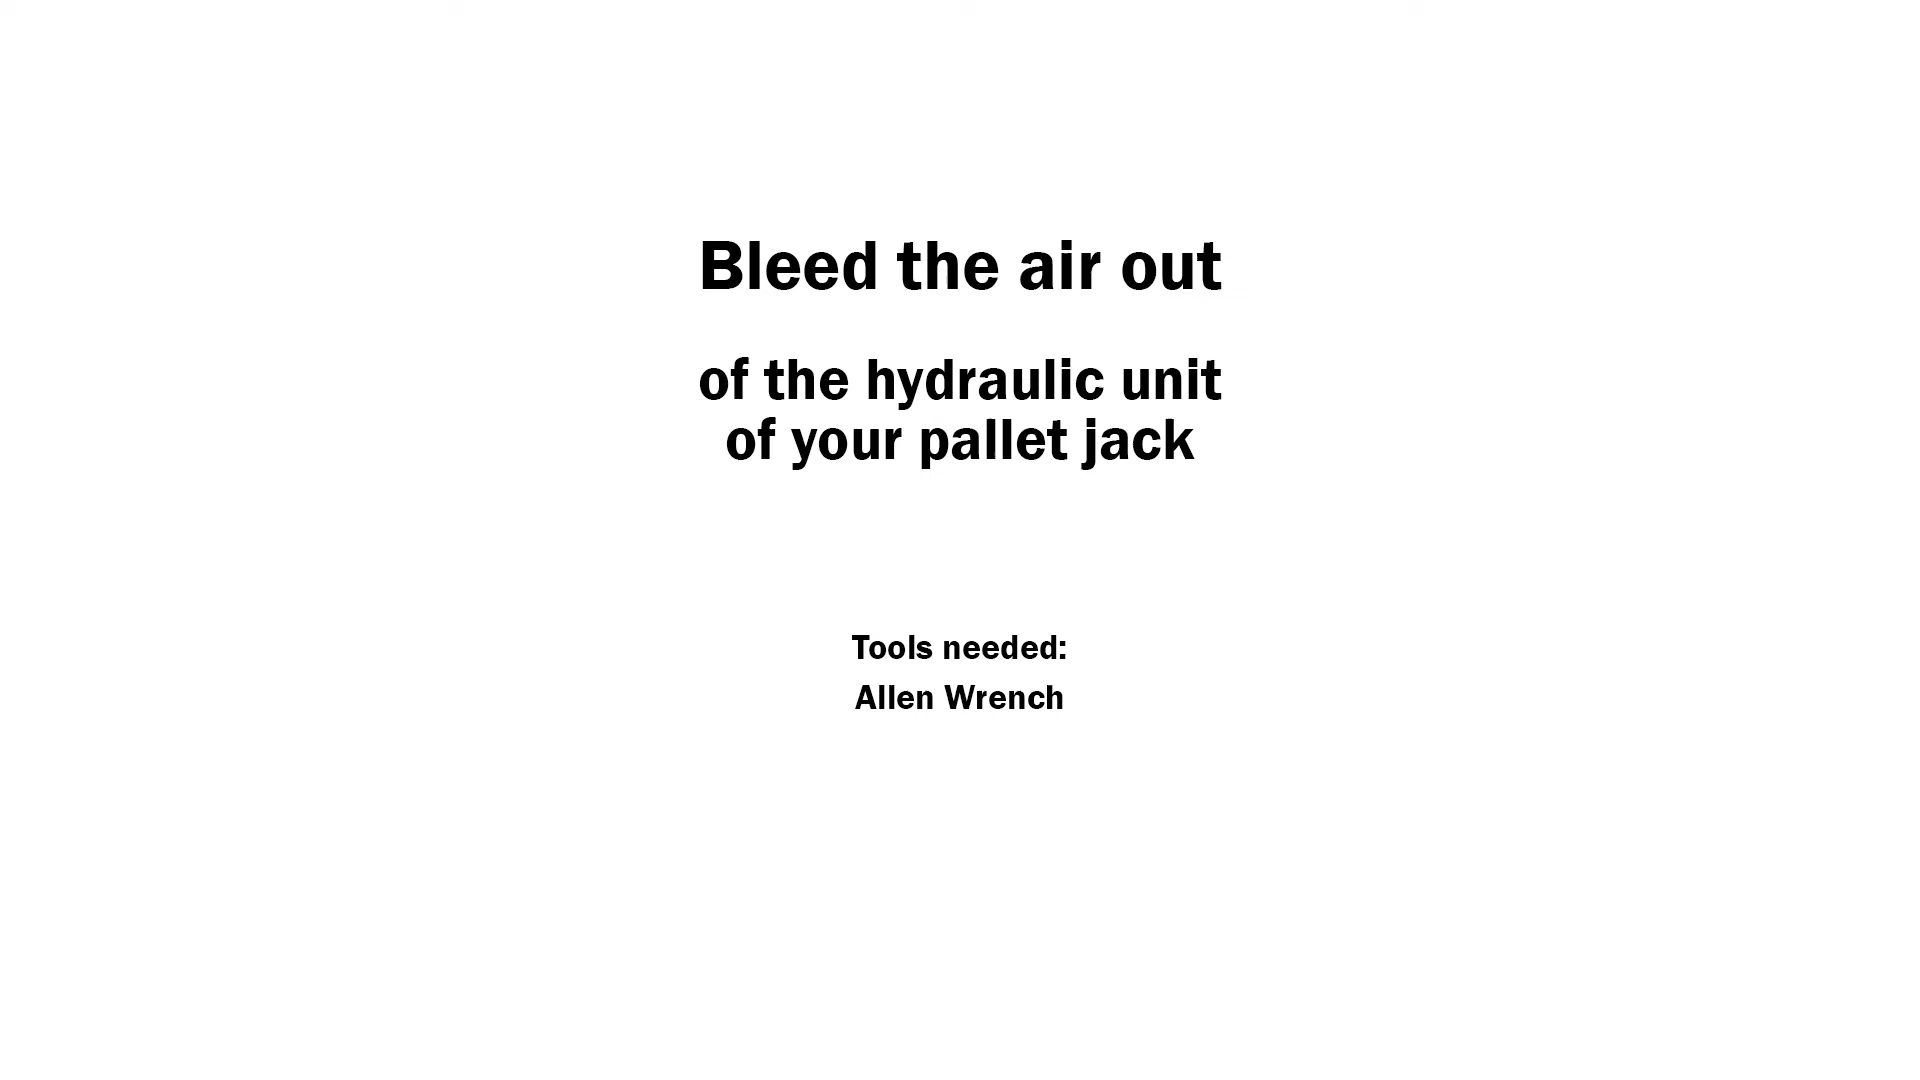 Bleed the air out
of the hydraulic unit
of your pallet jack
Tools needed:
Allen Wrench